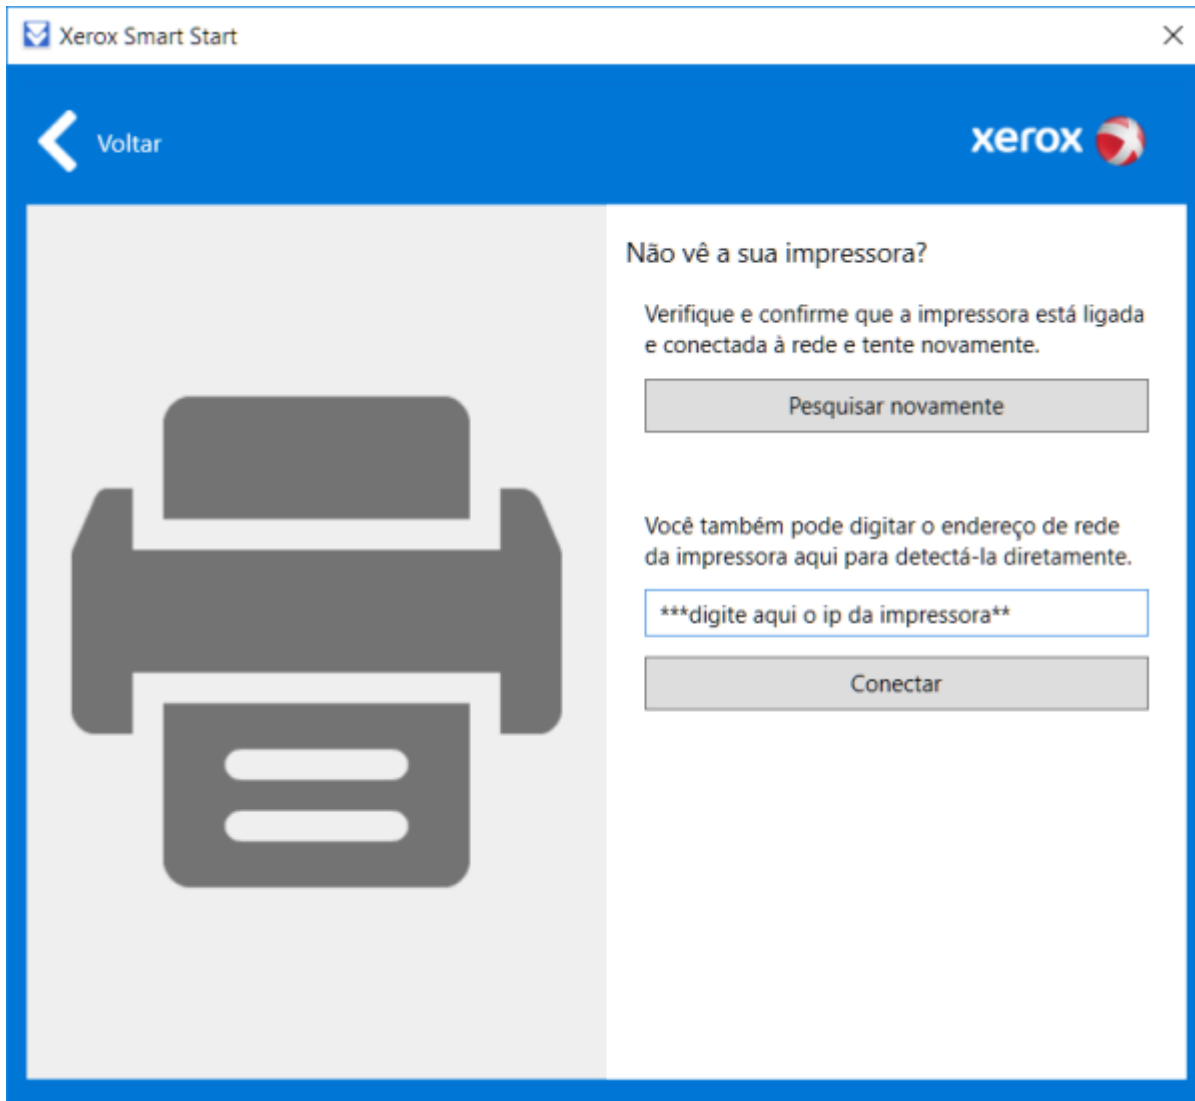 Xerox Smart Start
Voltar
xerox
Não vê a sua impressora?
Verifique e confirme que a impressora está ligada
e conectada à rede e tente novamente.
Pesquisar novamente
Você também pode digitar o endereço de rede
da impressora aqui para detectá-la diretamente.
***digite aqui o ip da impressora**
Conectar